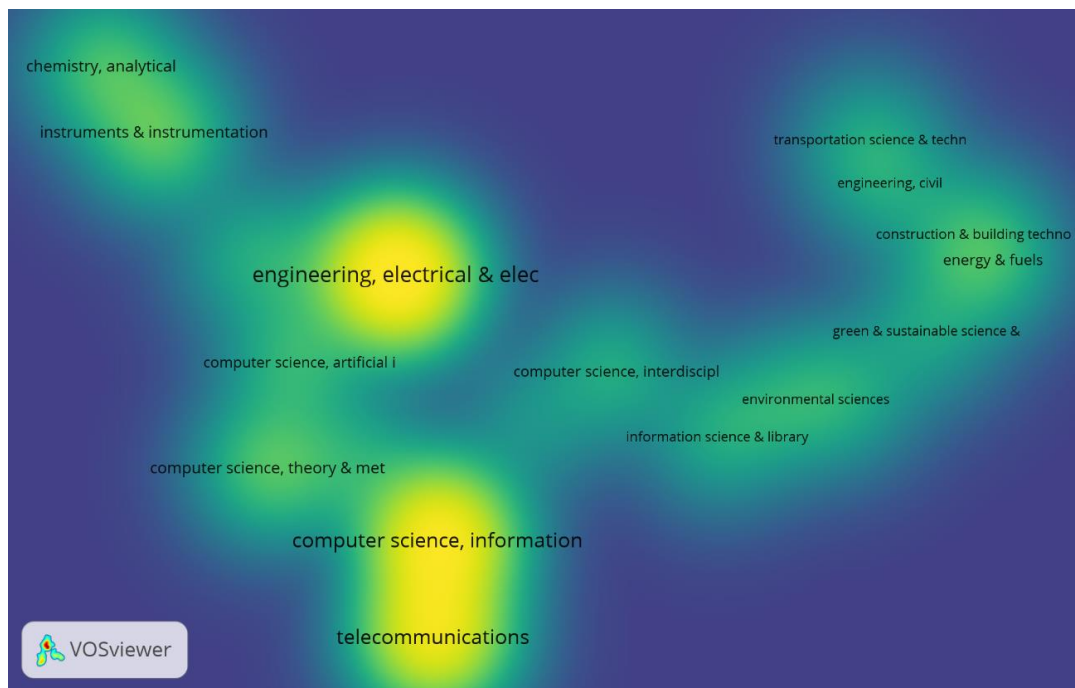 chemistry, analytical
instruments & instrumentation
transportation science & techn
engineering, civil
construction & building techno
energy & fuels
engineering, electrical & elec
green & sustainable science &
computer science, artificial i
computer science, interdiscipl
environmental sciences
information science & library
computer science, theory & met
computer science, information
telecommunications
VOSviewer